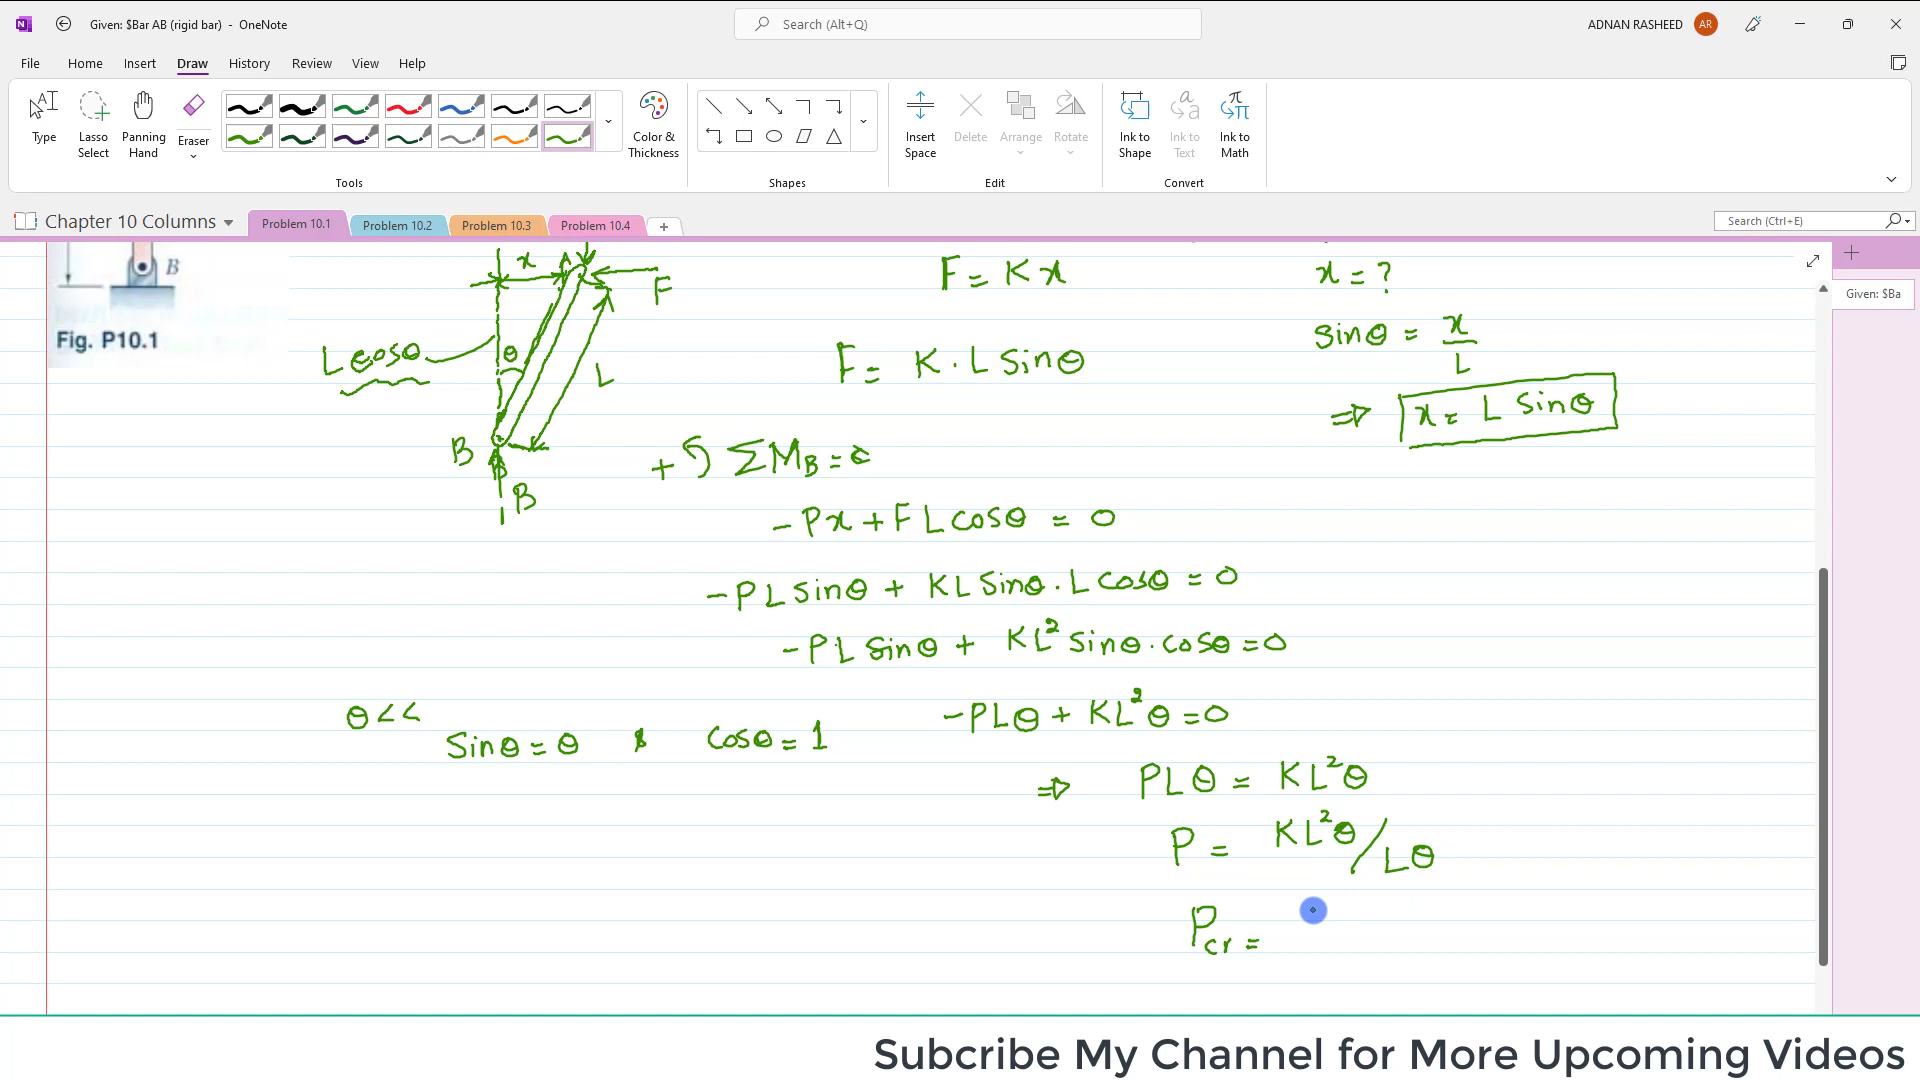 Given: $Bar AB (rigid bar) - OneNote
Search (Alt+Q)
ADNAN RASHEED AR
File Home Insert Draw History Review View Help
Type
Lasso Select
Panning Hand
Eraser
Color & Thickness
Insert Space
Delete
Arrange
Rotate
Ink to Shape
Ink to Text
Ink to Math
Tools
Shapes
Edit
Convert
Chapter 10 Columns
Problem 10.1
Problem 10.2
Problem 10.3
Problem 10.4
Search (Ctrl+E)
Given: $Ba
B
Fig. P10.1
x A
F
L cosθ
θ
L
B
B
F = K x
x = ?
F = K · L Sinθ
sinθ = x/L
⇒ x = L Sinθ
+ ↺ ΣM_B = 0
-Px + F L cosθ = 0
-PL sinθ + KL Sinθ · L cosθ = 0
-PL Sinθ + KL² sinθ · cosθ = 0
θ <<
Sinθ = θ & cosθ = 1
-PLθ + KL²θ = 0
⇒ PLθ = KL²θ
P = KL²θ/Lθ
Pcr =
Subcribe My Channel for More Upcoming Videos